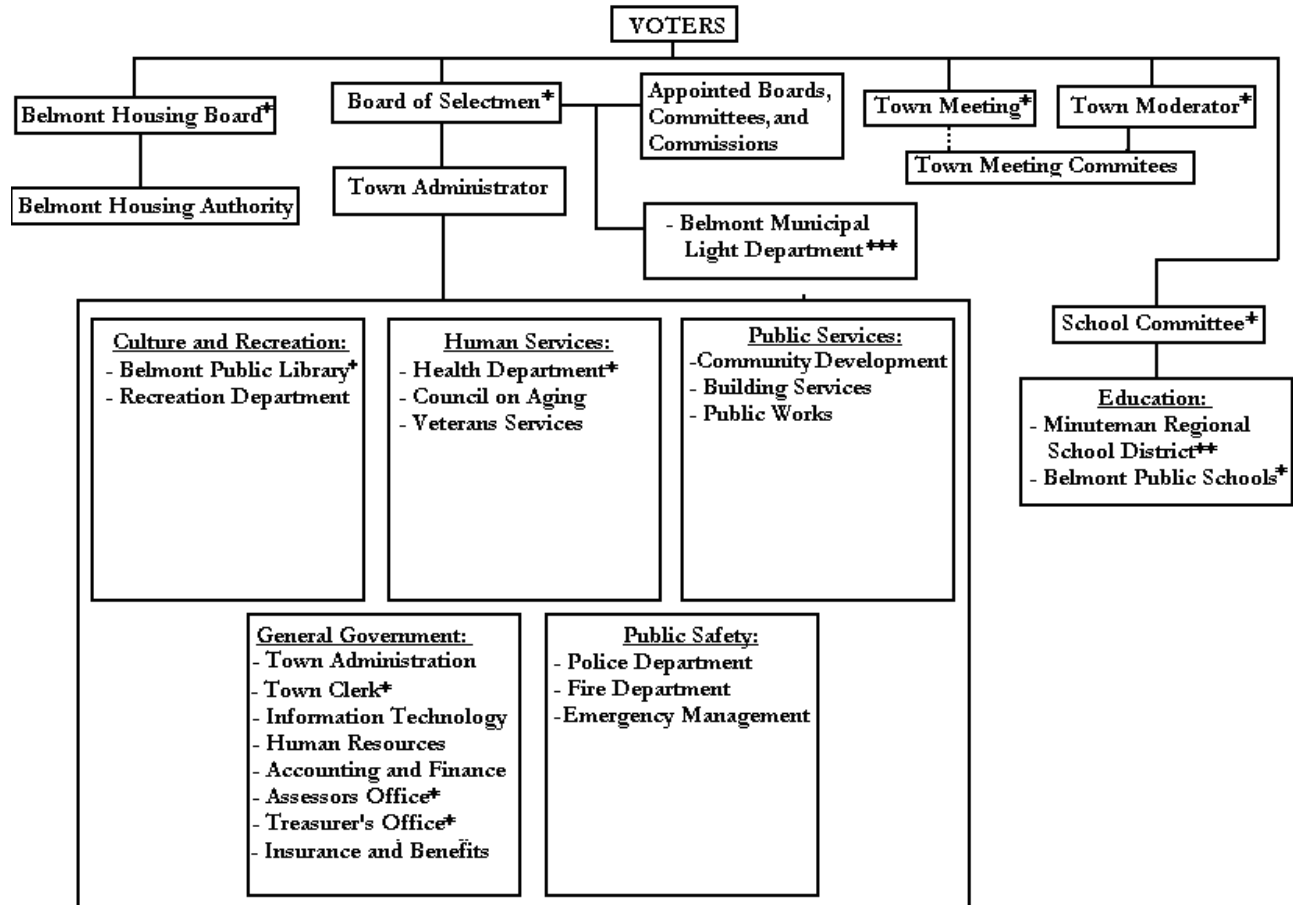 VOTERS
Belmont Housing Board*
Board of Selectmen*
Appointed Boards,
Committees, and
Commissions
Town Meeting*
Town Moderator*
Town Meeting Commitees
Belmont Housing Authority
Town Administrator
- Belmont Municipal
Light Department***
School Committee*
Education:
- Minuteman Regional
School District**
- Belmont Public Schools*
Culture and Recreation:
- Belmont Public Library*
- Recreation Department
Human Services:
- Health Department*
- Council on Aging
- Veterans Services
Public Services:
-Community Development
- Building Services
- Public Works
General Government:
- Town Administration
- Town Clerk*
- Information Technology
- Human Resources
- Accounting and Finance
- Assessors Office*
- Treasurer's Office*
- Insurance and Benefits
Public Safety:
- Police Department
- Fire Department
-Emergency Management